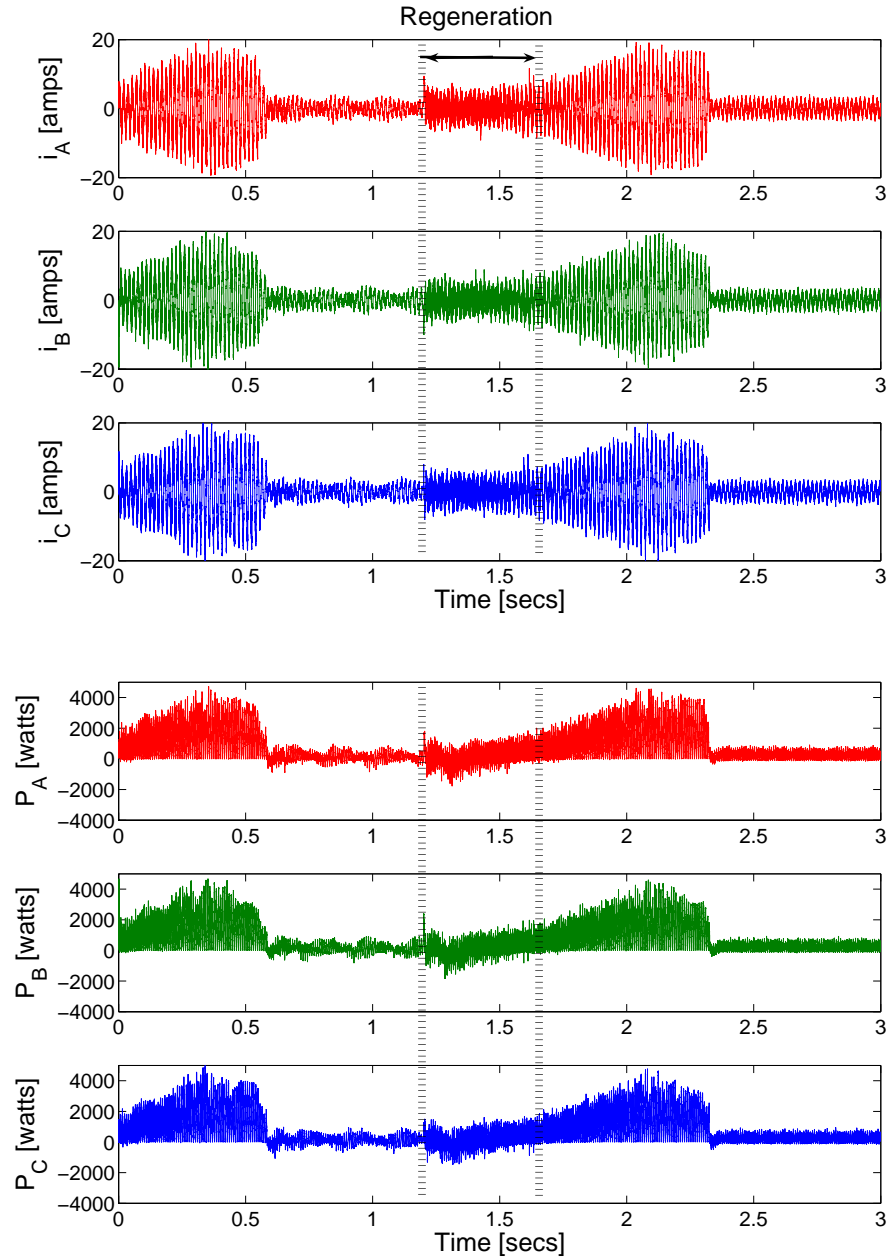 Regeneration
20
0
−20
i_A [amps]
0 0.5 1 1.5 2 2.5 3
20
0
−20
i_B [amps]
0 0.5 1 1.5 2 2.5 3
20
0
−20
i_C [amps]
0 0.5 1 1.5 2 2.5 3
Time [secs]
4000
2000
0
−2000
−4000
P_A [watts]
0 0.5 1 1.5 2 2.5 3
4000
2000
0
−2000
−4000
P_B [watts]
0 0.5 1 1.5 2 2.5 3
4000
2000
0
−2000
−4000
P_C [watts]
0 0.5 1 1.5 2 2.5 3
Time [secs]